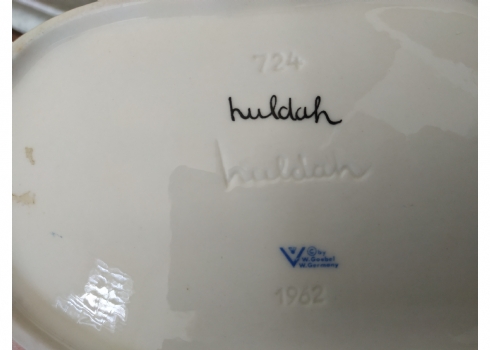 724
huldah
huldah
© by
W. Goebel
W. Germany
1962